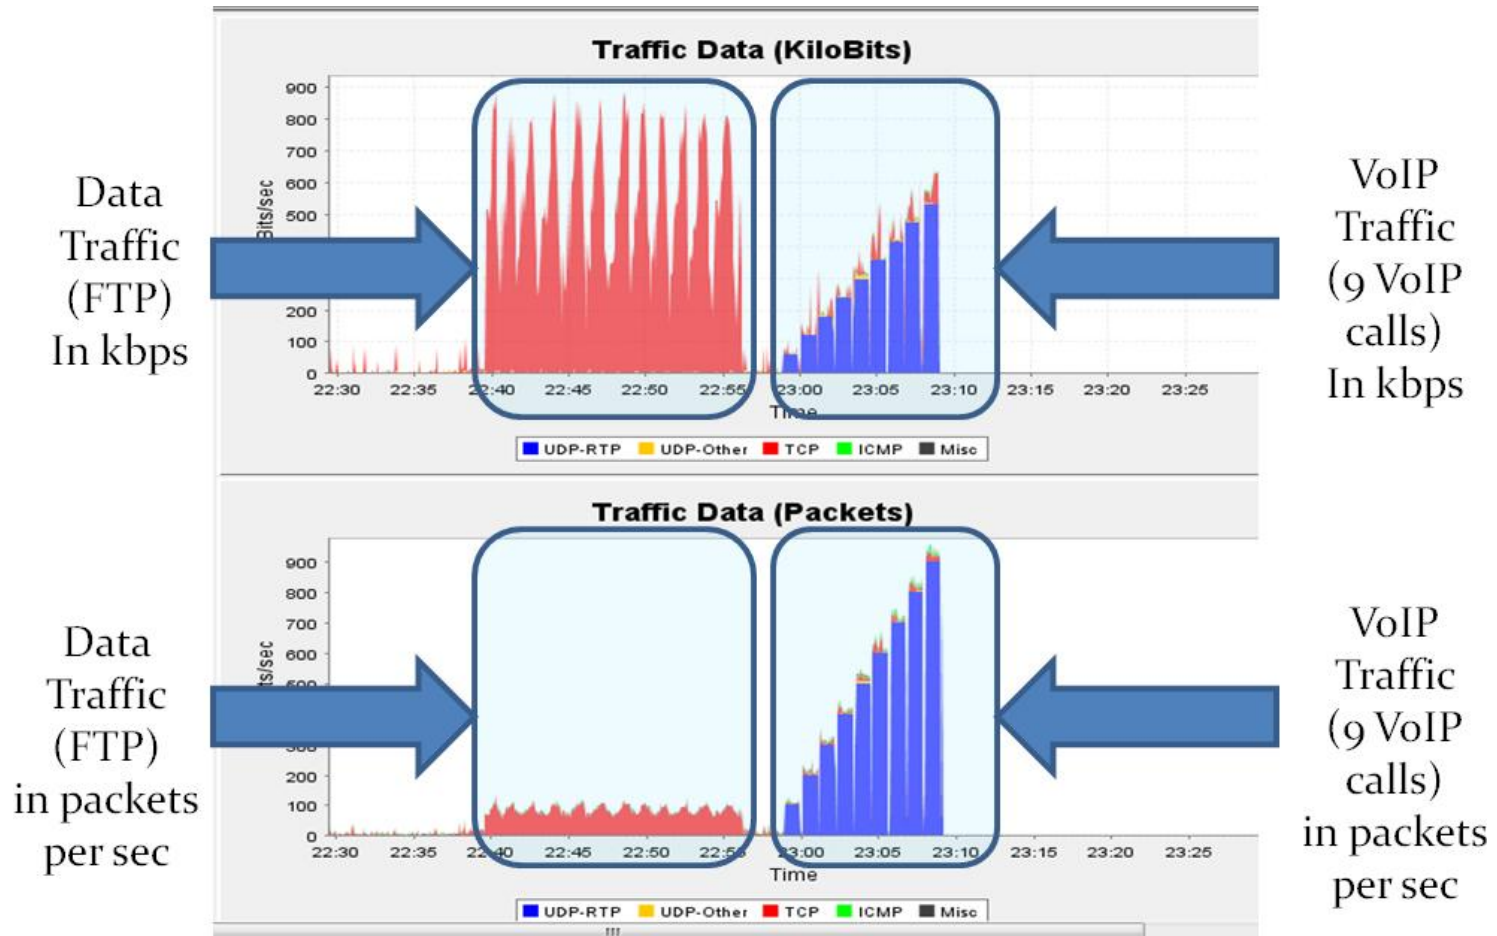 Traffic Data (KiloBits)
900
800
700
600
500
200
100
0
Bits/sec
22:30 22:35 22:40 22:45 22:50 22:55 23:00 23:05 23:10 23:15 23:20 23:25
Time
UDP-RTP UDP-Other TCP ICMP Misc
Data
Traffic
(FTP)
In kbps
VoIP
Traffic
(9 VoIP
calls)
In kbps
Traffic Data (Packets)
900
800
700
600
500
300
200
100
0
ts/sec
22:30 22:35 22:40 22:45 22:50 22:55 23:00 23:05 23:10 23:15 23:20 23:25
Time
UDP-RTP UDP-Other TCP ICMP Misc
Data
Traffic
(FTP)
in packets
per sec
VoIP
Traffic
(9 VoIP
calls)
in packets
per sec